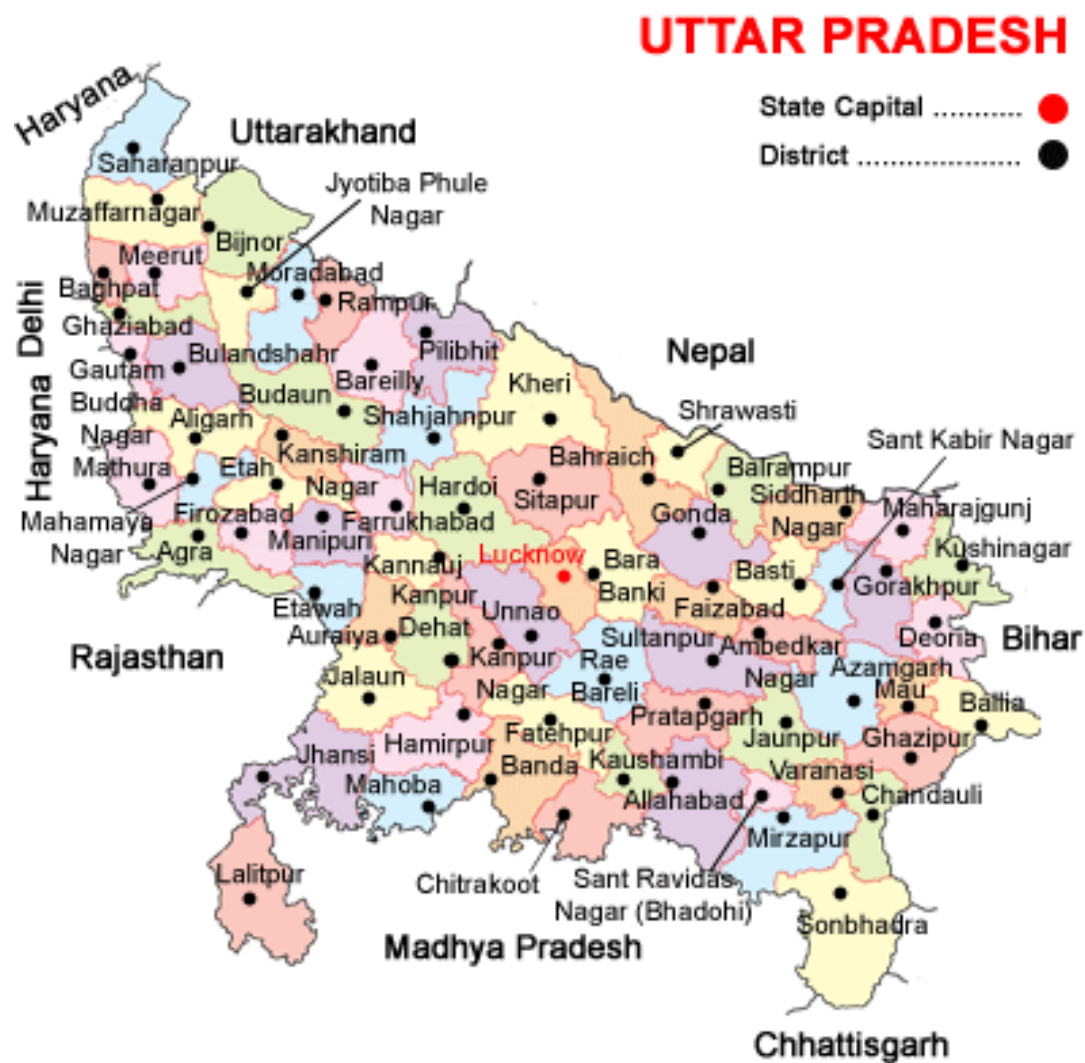 UTTAR PRADESH
State Capital ...........
District .....................
Haryana
Uttarakhand
Saharanpur
Jyotiba Phule
Nagar
Muzaffarnagar
Bijnor
Meerut
Moradabad
Baghpat
Rampur
Haryana Delhi
Ghaziabad
Bulandshahr
Pilibhit
Nepal
Gautam
Buddha
Nagar
Bareilly
Kheri
Budaun
Shrawasti
Aligarh
Shahjahnpur
Sant Kabir Nagar
Mathura
Etah
Kanshiram
Nagar
Bahraich
Balrampur
Hardoi
Sitapur
Siddharth
Nagar
Maharajgunj
Mahamaya
Nagar
Firozabad
Farrukhabad
Gonda
Agra
Manipuri
Kushinagar
Kannauj
Lucknow
Bara
Banki
Basti
Gorakhpur
Etawah
Kanpur
Dehat
Unnao
Faizabad
Auraiya
Sultanpur
Ambedkar
Nagar
Deoria
Bihar
Rajasthan
Kanpur
Nagar
Rae
Bareli
Azamgarh
Jalaun
Mau
Ballia
Pratapgarh
Fatehpur
Jaunpur
Ghazipur
Jhansi
Hamirpur
Banda
Kaushambi
Varanasi
Mahoba
Allahabad
Chandauli
Mirzapur
Lalitpur
Chitrakoot
Sant Ravidas
Nagar (Bhadohi)
Sonbhadra
Madhya Pradesh
Chhattisgarh